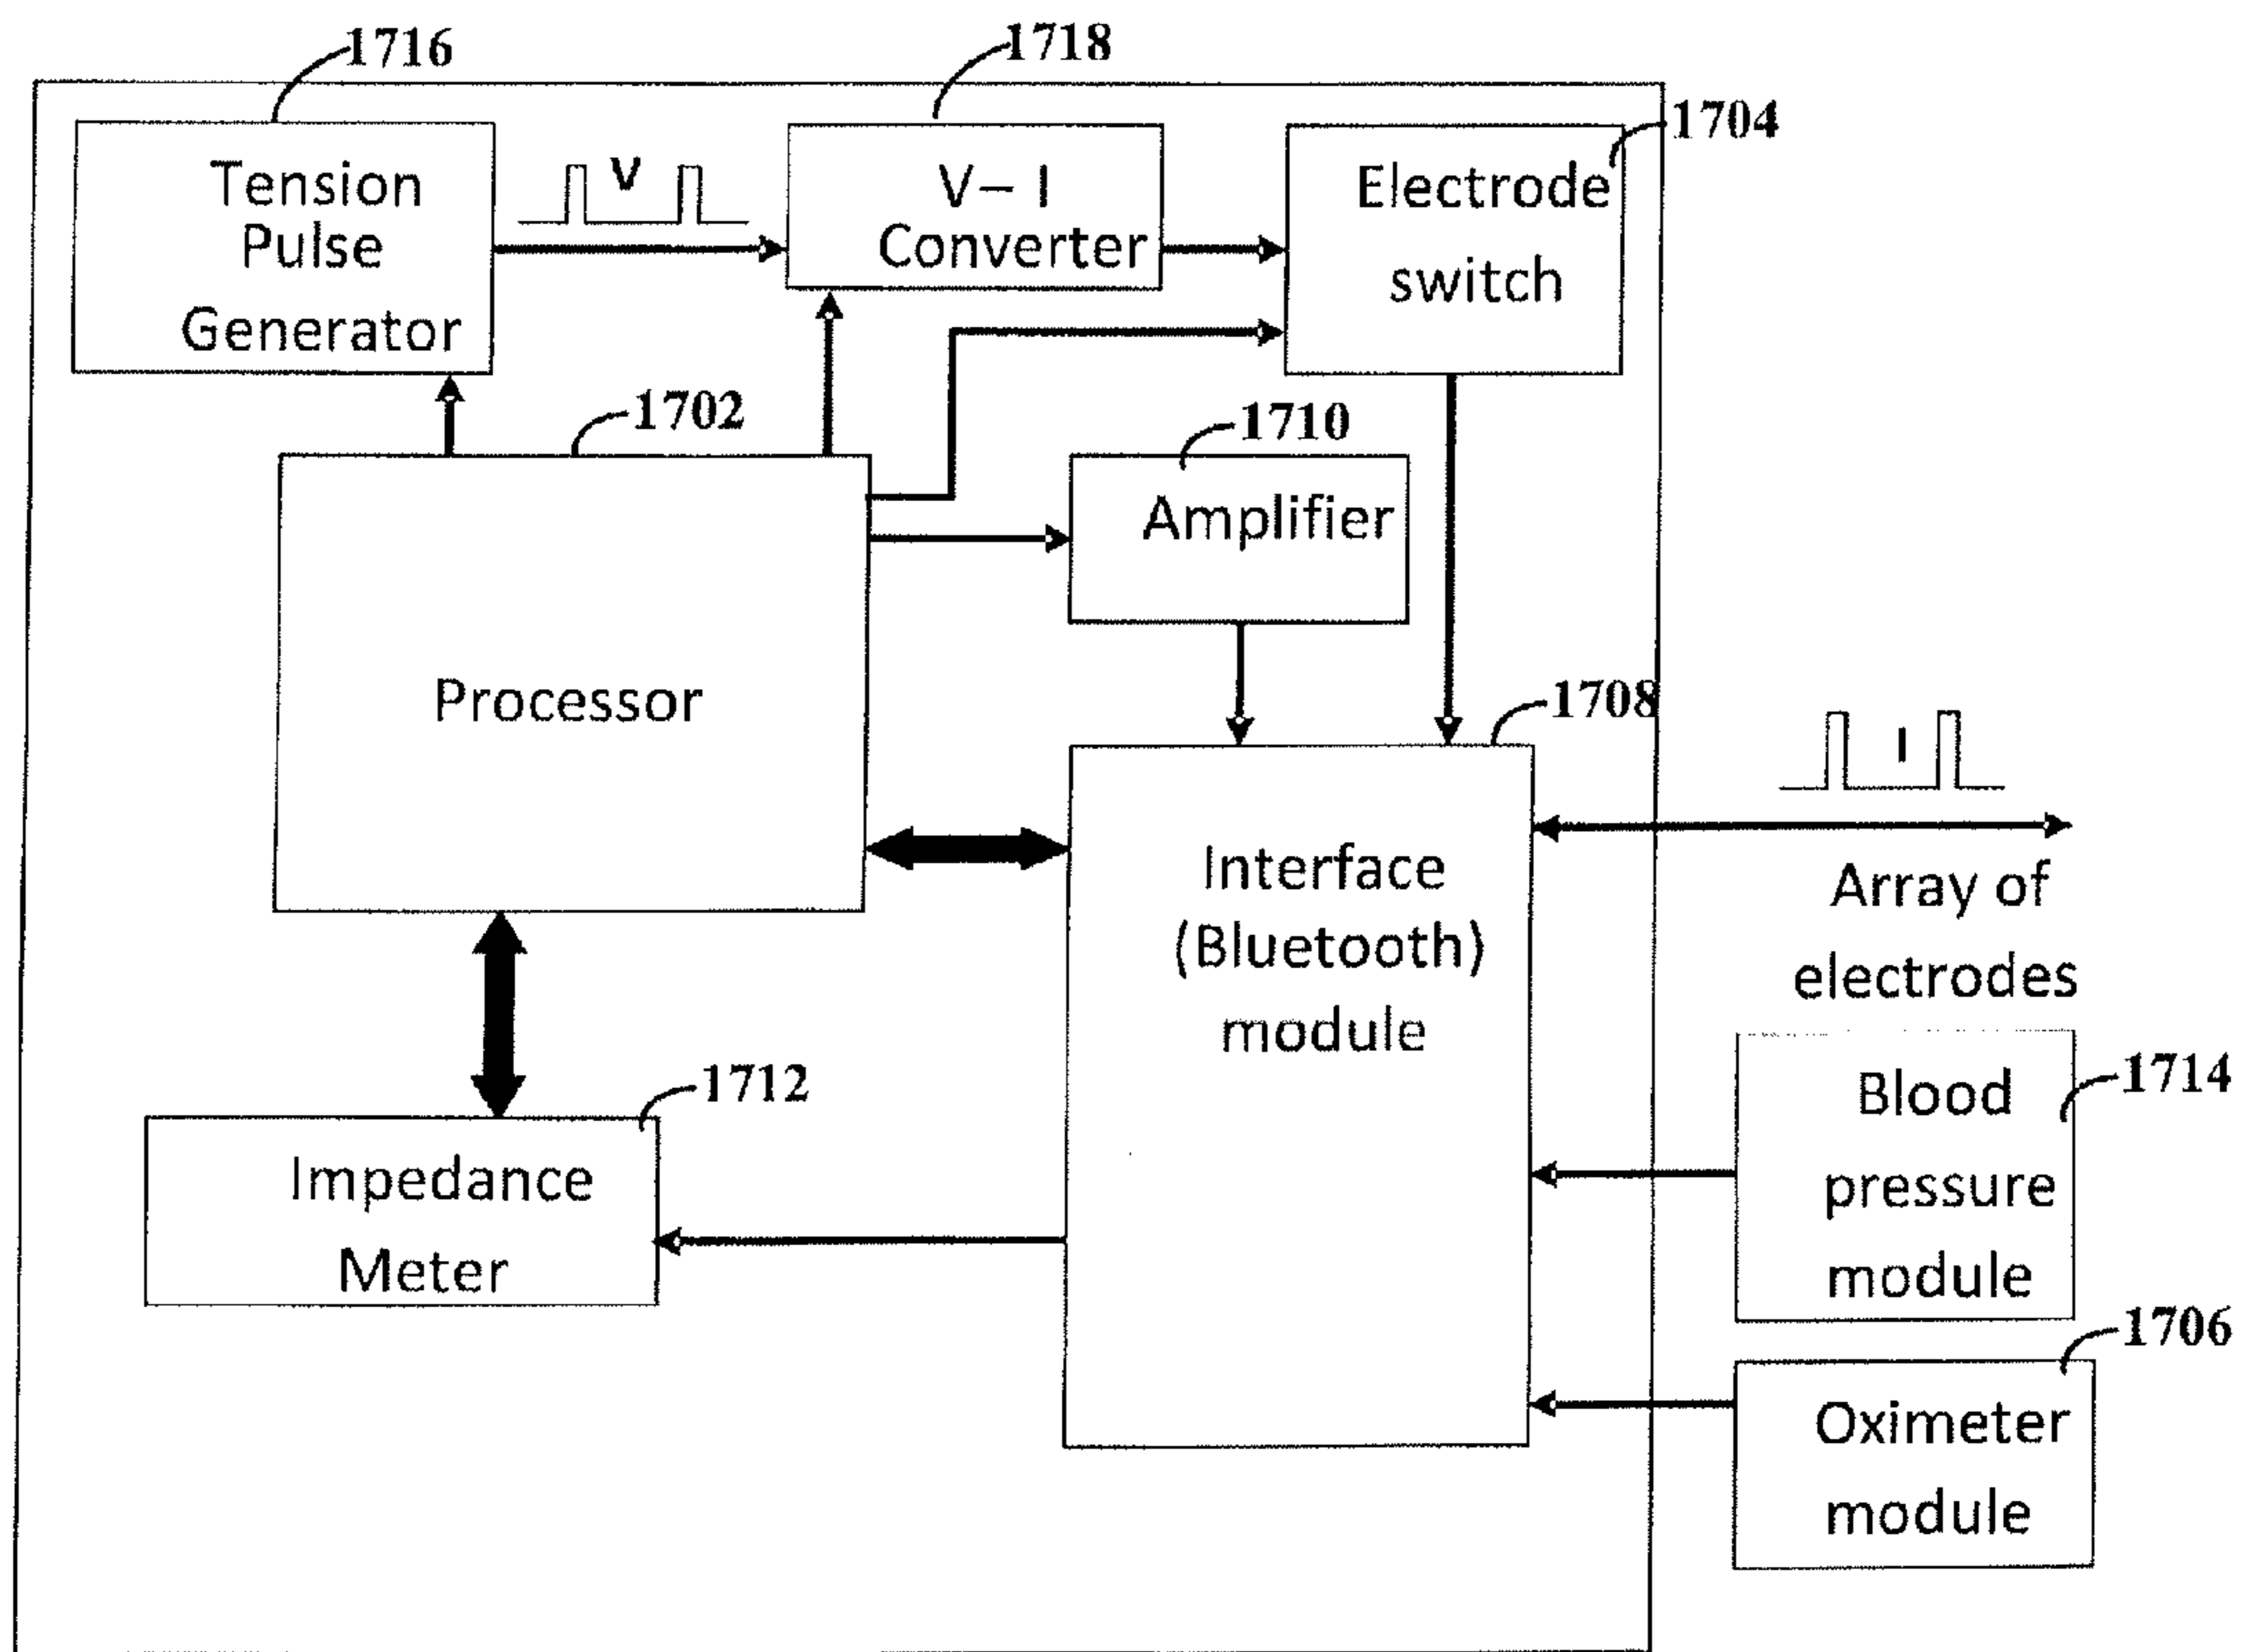 1716
1718
1704
Tension
Pulse
Generator
V
V– I
Converter
Electrode
switch
1702
1710
Processor
Amplifier
1708
I
Interface
(Bluetooth)
module
Array of
electrodes
1712
Impedance
Meter
1714
Blood
pressure
module
1706
Oximeter
module